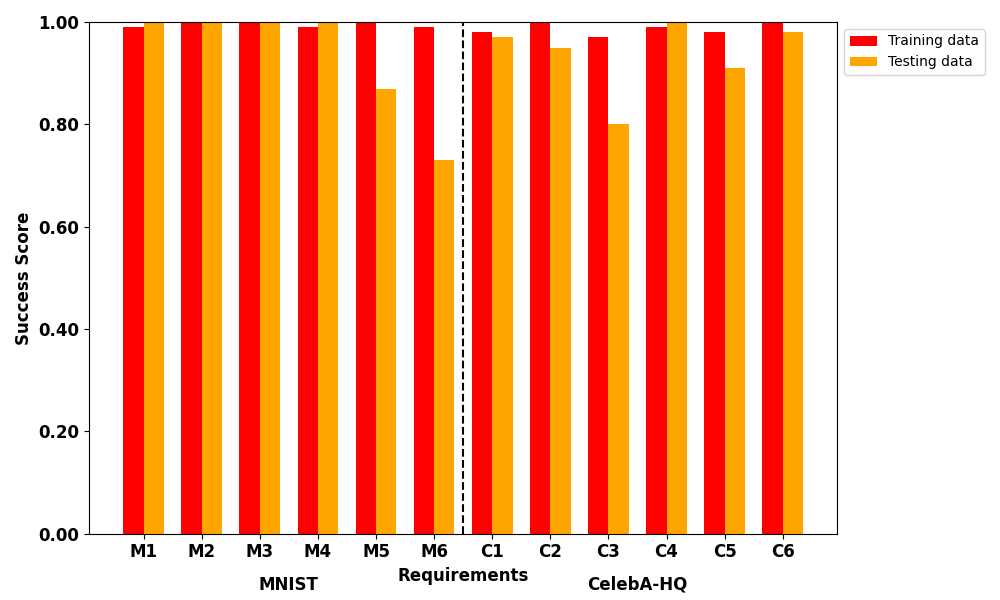 1.00
0.80
0.60
0.40
0.20
0.00
Success Score
Training data
Testing data
M1 M2 M3 M4 M5 M6 C1 C2 C3 C4 C5 C6
Requirements
MNIST CelebA-HQ